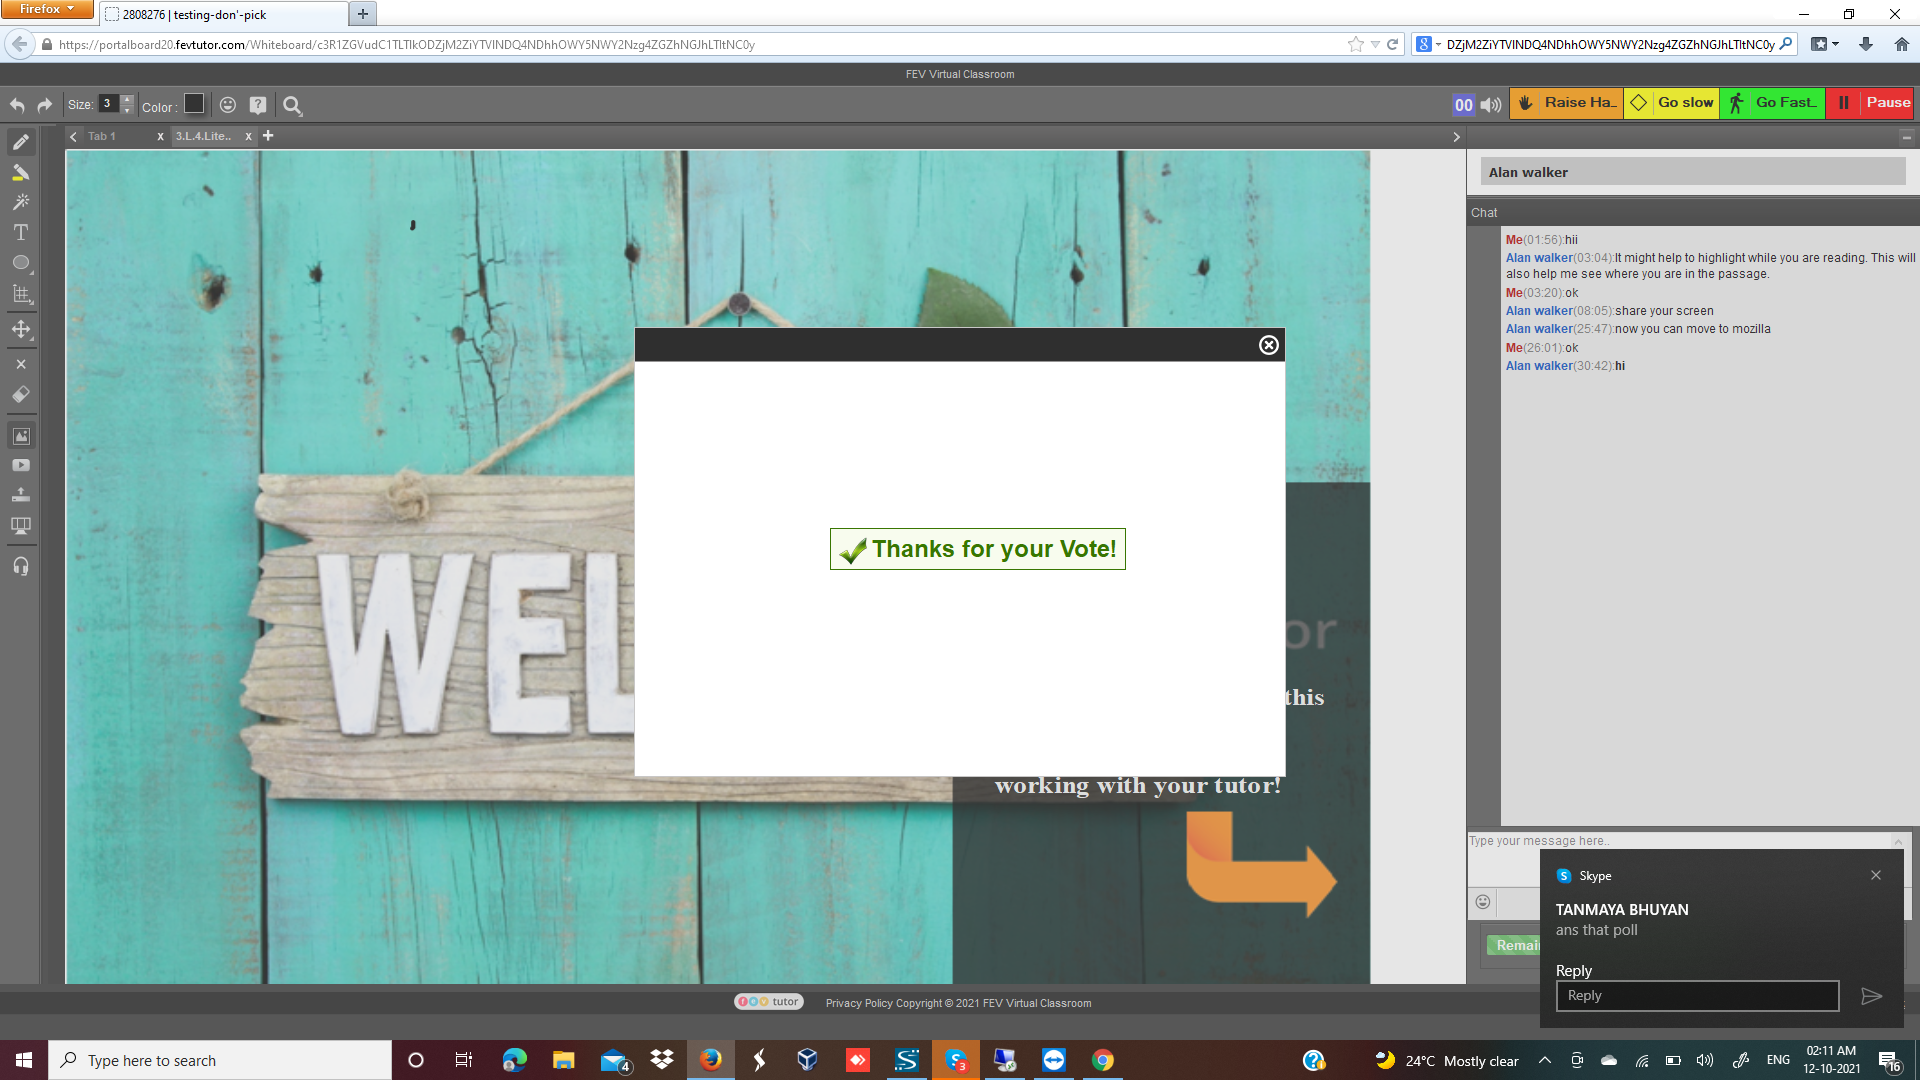 Firefox
2808276 | testing-don'-pick
https://portalboard20.fevtutor.com/Whiteboard/c3R1ZGVudC1TLTlkODZjM2ZiYTVlNDQ4NDhhOWY5NWY2Nzg4ZGZhNGJhLTltNC0y
DZjM2ZiYTVlNDQ4NDhhOWY5NWY2Nzg4ZGZhNGJhLTltNC0y
FEV Virtual Classroom
Size: 3 Color :
00 Raise Ha.. Go slow Go Fast.. Pause
Tab 1 x 3.L.4.Lite.. x +
Alan walker
Chat
Me(01:56):hii
Alan walker(03:04):It might help to highlight while you are reading. This will
also help me see where you are in the passage.
Me(03:20):ok
Alan walker(08:05):share your screen
Alan walker(25:47):now you can move to mozilla
Me(26:01):ok
Alan walker(30:42):hi
Thanks for your Vote!
WEL
or
this
working with your tutor!
Type your message here..
Remai
Skype
TANMAYA BHUYAN
ans that poll
Reply
Reply
fev tutor Privacy Policy Copyright © 2021 FEV Virtual Classroom
Type here to search
4
3
24°C Mostly clear
ENG
02:11 AM
12-10-2021
16